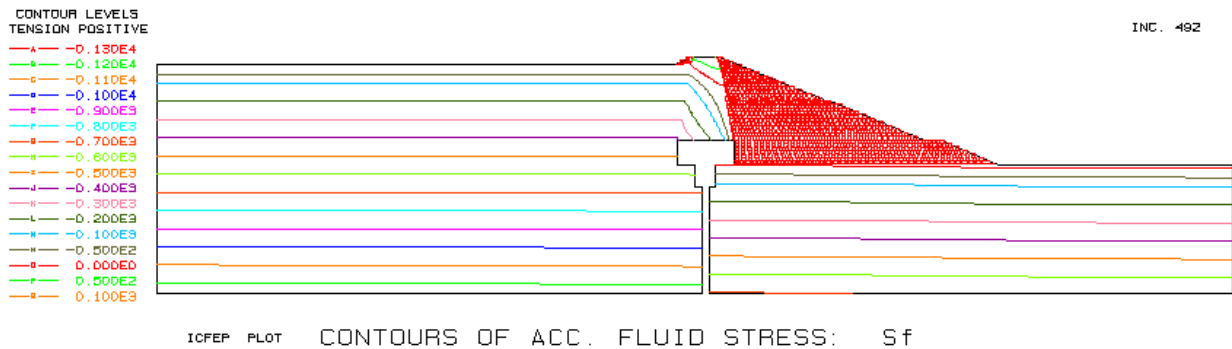 CONTOUR LEVELS
TENSION POSITIVE
INC. 492
A -0.130E4
B -0.120E4
C -0.110E4
D -0.100E4
E -0.900E3
F -0.800E3
G -0.700E3
H -0.600E3
I -0.500E3
J -0.400E3
K -0.300E3
L -0.200E3
M -0.100E3
N -0.500E2
O 0.000E0
P 0.500E2
Q 0.100E3
ICFEP PLOT CONTOURS OF ACC. FLUID STRESS: Sf